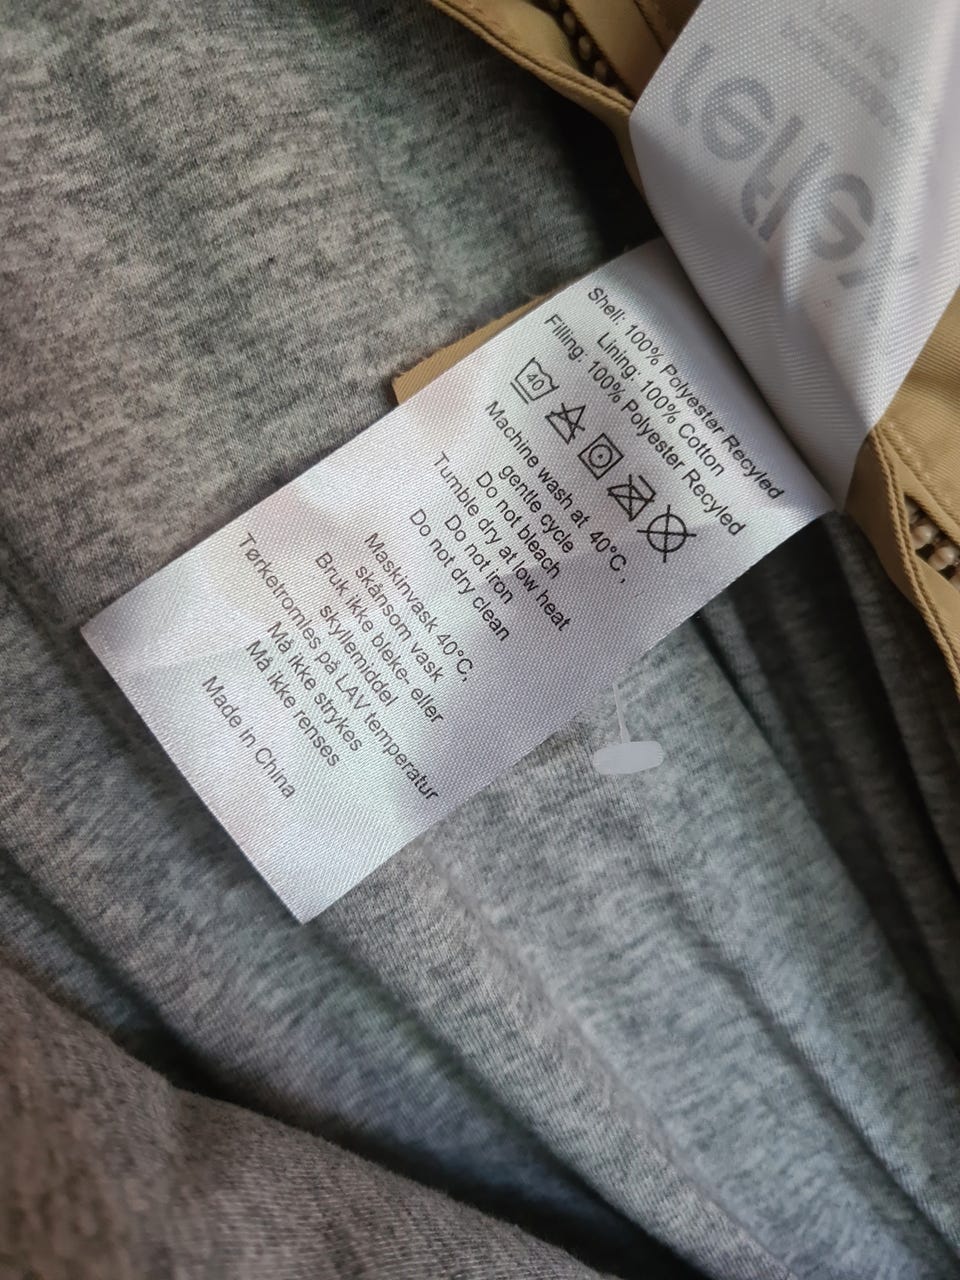 Shell: 100% Polyester Recyled
Lining: 100% Cotton
Filling: 100% Polyester Recyled
40
Machine wash at 40°C ,
gentle cycle
Do not bleach
Tumble dry at low heat
Do not iron
Do not dry clean
Maskinvask 40°C,
skånsom vask
Bruk ikke bleke- eller
skyllemiddel
Tørketromles på LAV temperatur
Må ikke strykes
Må ikke renses
Made in China